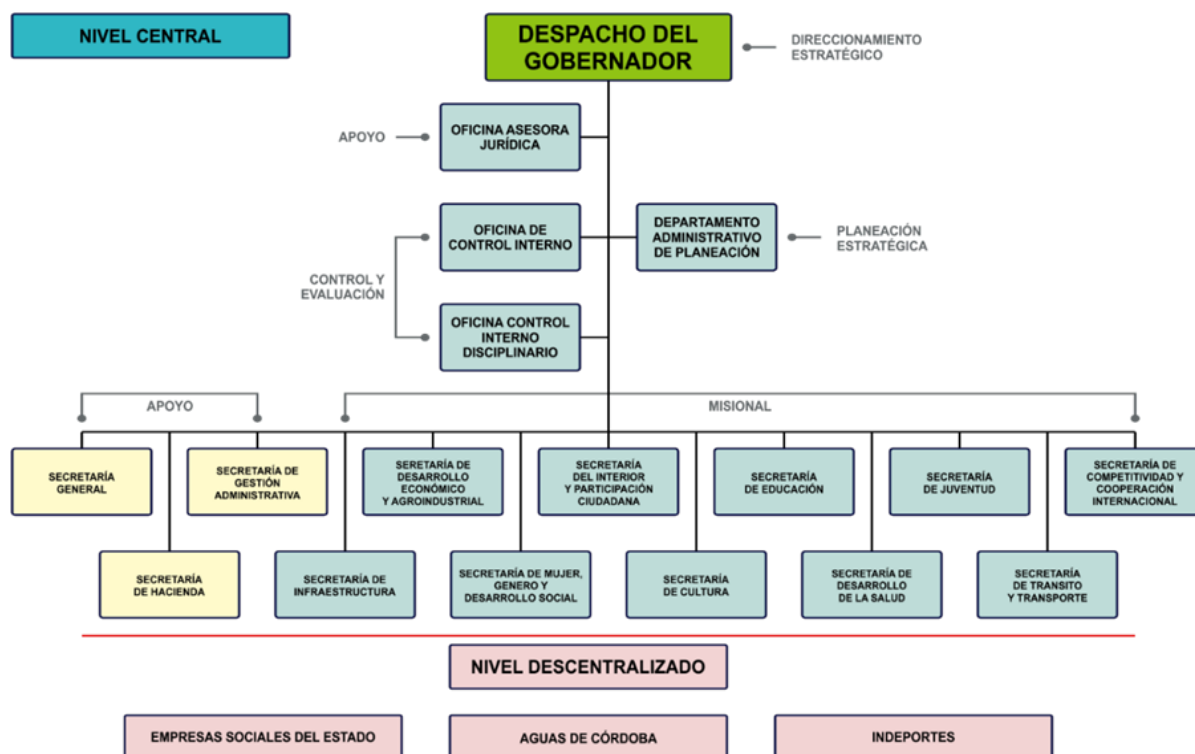 NIVEL CENTRAL
DESPACHO DEL
GOBERNADOR
DIRECCIONAMIENTO
ESTRATÉGICO
APOYO
OFICINA ASESORA
JURÍDICA
OFICINA DE
CONTROL INTERNO
DEPARTAMENTO
ADMINISTRATIVO
DE PLANEACIÓN
PLANEACIÓN
ESTRATÉGICA
CONTROL Y
EVALUACIÓN
OFICINA CONTROL
INTERNO
DISCIPLINARIO
APOYO
MISIONAL
SECRETARÍA
GENERAL
SECRETARÍA DE
GESTIÓN
ADMINISTRATIVA
SERETARÍA DE
DESARROLLO
ECONÓMICO
Y AGROINDUSTRIAL
SECRETARÍA
DEL INTERIOR
Y PARTICIPACIÓN
CIUDADANA
SECRETARÍA
DE EDUCACIÓN
SECRETARÍA
DE JUVENTUD
SECRETARÍA DE
COMPETITIVIDAD Y
COOPERACIÓN
INTERNACIONAL
SECRETARÍA
DE HACIENDA
SECRETARÍA DE
INFRAESTRUCTURA
SECRETARÍA DE MUJER,
GENERO Y
DESARROLLO SOCIAL
SECRETARÍA
DE CULTURA
SECRETARÍA DE
DESARROLLO
DE LA SALUD
SECRETARÍA
DE TRANSITO
Y TRANSPORTE
NIVEL DESCENTRALIZADO
EMPRESAS SOCIALES DEL ESTADO
AGUAS DE CÓRDOBA
INDEPORTES